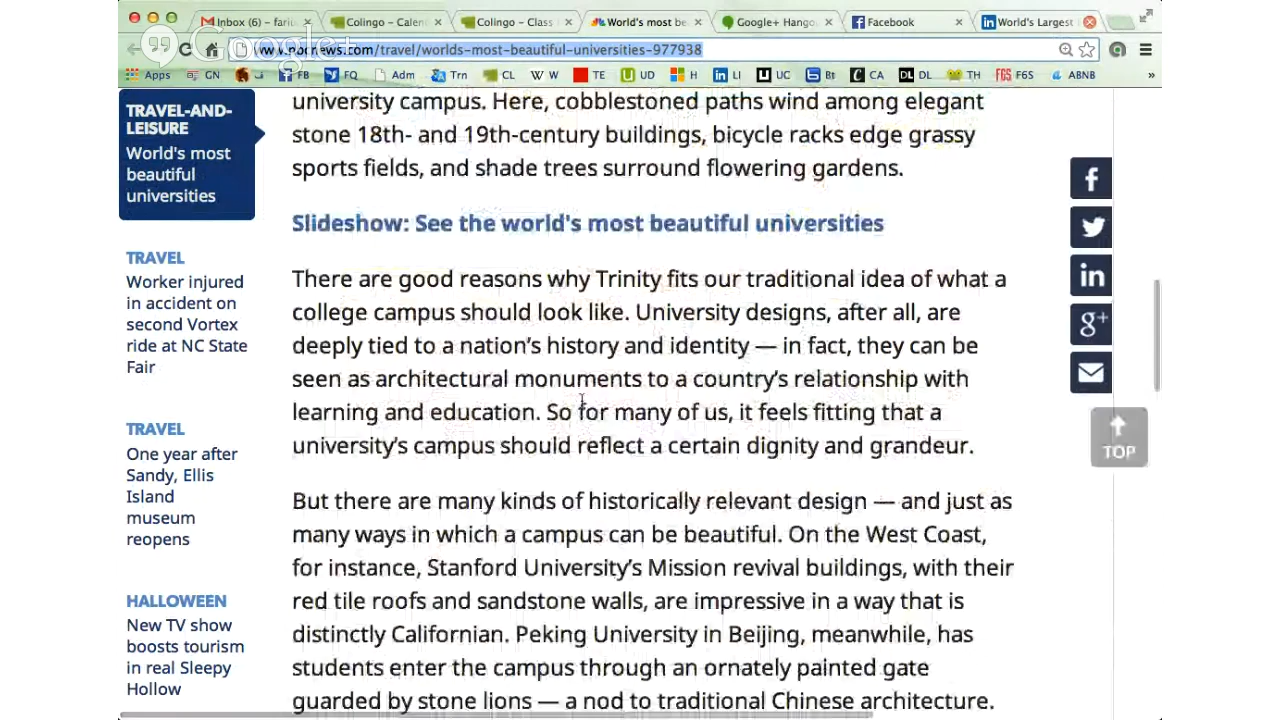 Inbox (6) – fariu
Colingo – Calen
Colingo – Class
World's most be
Google+ Hango
Facebook
World's Largest
Google+
www.nbcnews.com/travel/worlds-most-beautiful-universities-977938
Apps
GN
FB
FQ
Adm
Trn
CL
W W
TE
UD
H
LI
UC
Bt
CA
DL DL
TH
FGS F6S
ABNB
»
TRAVEL-AND-
LEISURE
World's most
beautiful
universities
TRAVEL
Worker injured
in accident on
second Vortex
ride at NC State
Fair
TRAVEL
One year after
Sandy, Ellis
Island
museum
reopens
HALLOWEEN
New TV show
boosts tourism
in real Sleepy
Hollow
university campus. Here, cobblestoned paths wind among elegant
stone 18th- and 19th-century buildings, bicycle racks edge grassy
sports fields, and shade trees surround flowering gardens.
Slideshow: See the world's most beautiful universities
There are good reasons why Trinity fits our traditional idea of what a
college campus should look like. University designs, after all, are
deeply tied to a nation’s history and identity — in fact, they can be
seen as architectural monuments to a country’s relationship with
learning and education. So for many of us, it feels fitting that a
university’s campus should reflect a certain dignity and grandeur.
But there are many kinds of historically relevant design — and just as
many ways in which a campus can be beautiful. On the West Coast,
for instance, Stanford University’s Mission revival buildings, with their
red tile roofs and sandstone walls, are impressive in a way that is
distinctly Californian. Peking University in Beijing, meanwhile, has
students enter the campus through an ornately painted gate
guarded by stone lions — a nod to traditional Chinese architecture.
f
in
g+
TOP